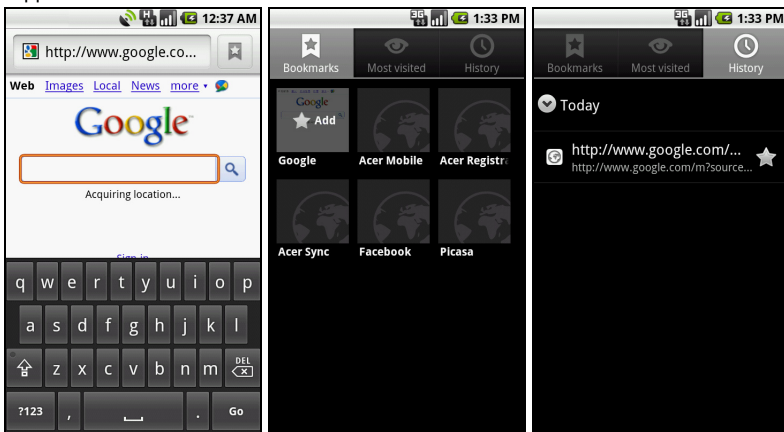 12:37 AM
http://www.google.co...
Web Images Local News more
Google
Acquiring location...
Sign in
q w e r t y u i o p
a s d f g h j k l
z x c v b n m DEL
?123 , . Go
3G 1:33 PM
Bookmarks Most visited History
Google
Add
Google Acer Mobile Acer Registra
Acer Sync Facebook Picasa
3G 1:33 PM
Bookmarks Most visited History
Today
http://www.google.com/...
http://www.google.com/m?source...